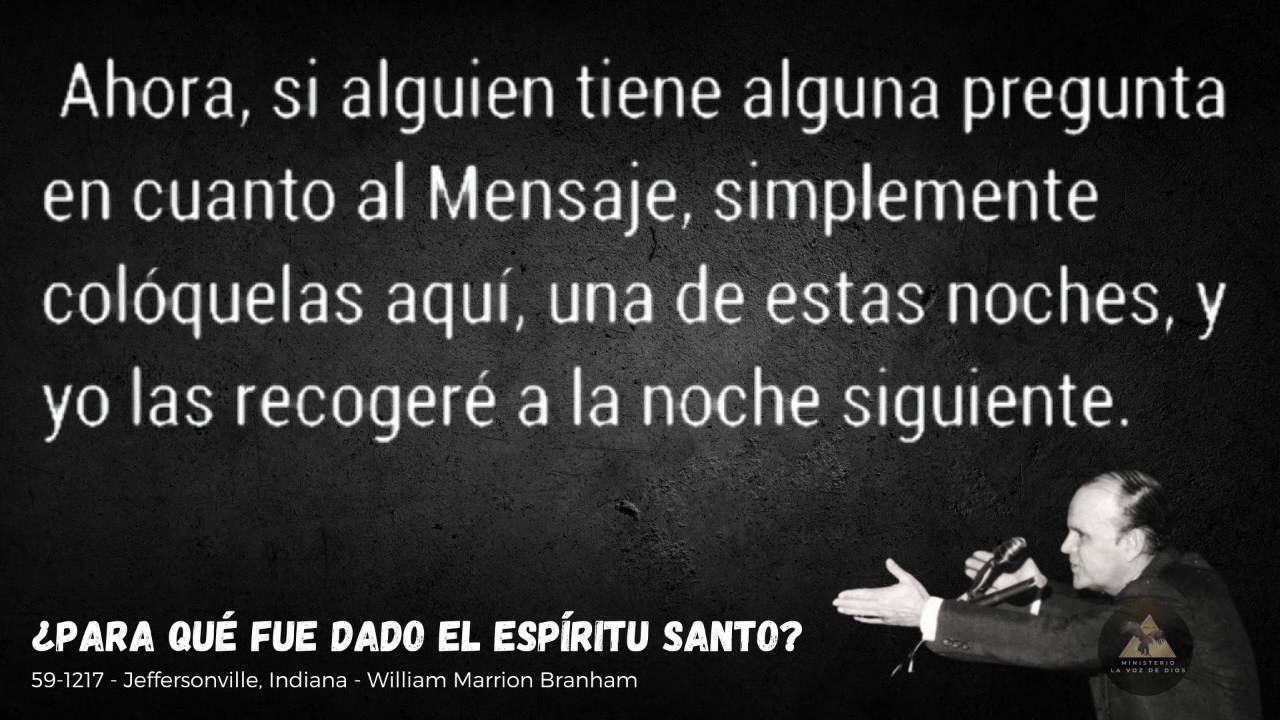 Ahora, si alguien tiene alguna pregunta
en cuanto al Mensaje, simplemente
colóquelas aquí, una de estas noches, y
yo las recogeré a la noche siguiente.
¿PARA QUÉ FUE DADO EL ESPÍRITU SANTO?
59-1217 - Jeffersonville, Indiana - William Marrion Branham
MINISTERIO
LA VOZ DE DIOS